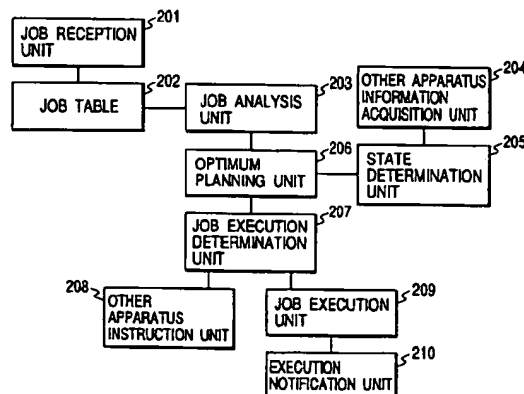 201
JOB RECEPTION
UNIT
202
JOB TABLE
203
JOB ANALYSIS
UNIT
204
OTHER APPARATUS
INFORMATION
ACQUISITION UNIT
205
STATE
DETERMINATION
UNIT
206
OPTIMUM
PLANNING UNIT
207
JOB EXECUTION
DETERMINATION
UNIT
208
OTHER
APPARATUS
INSTRUCTION UNIT
209
JOB EXECUTION
UNIT
210
EXECUTION
NOTIFICATION UNIT